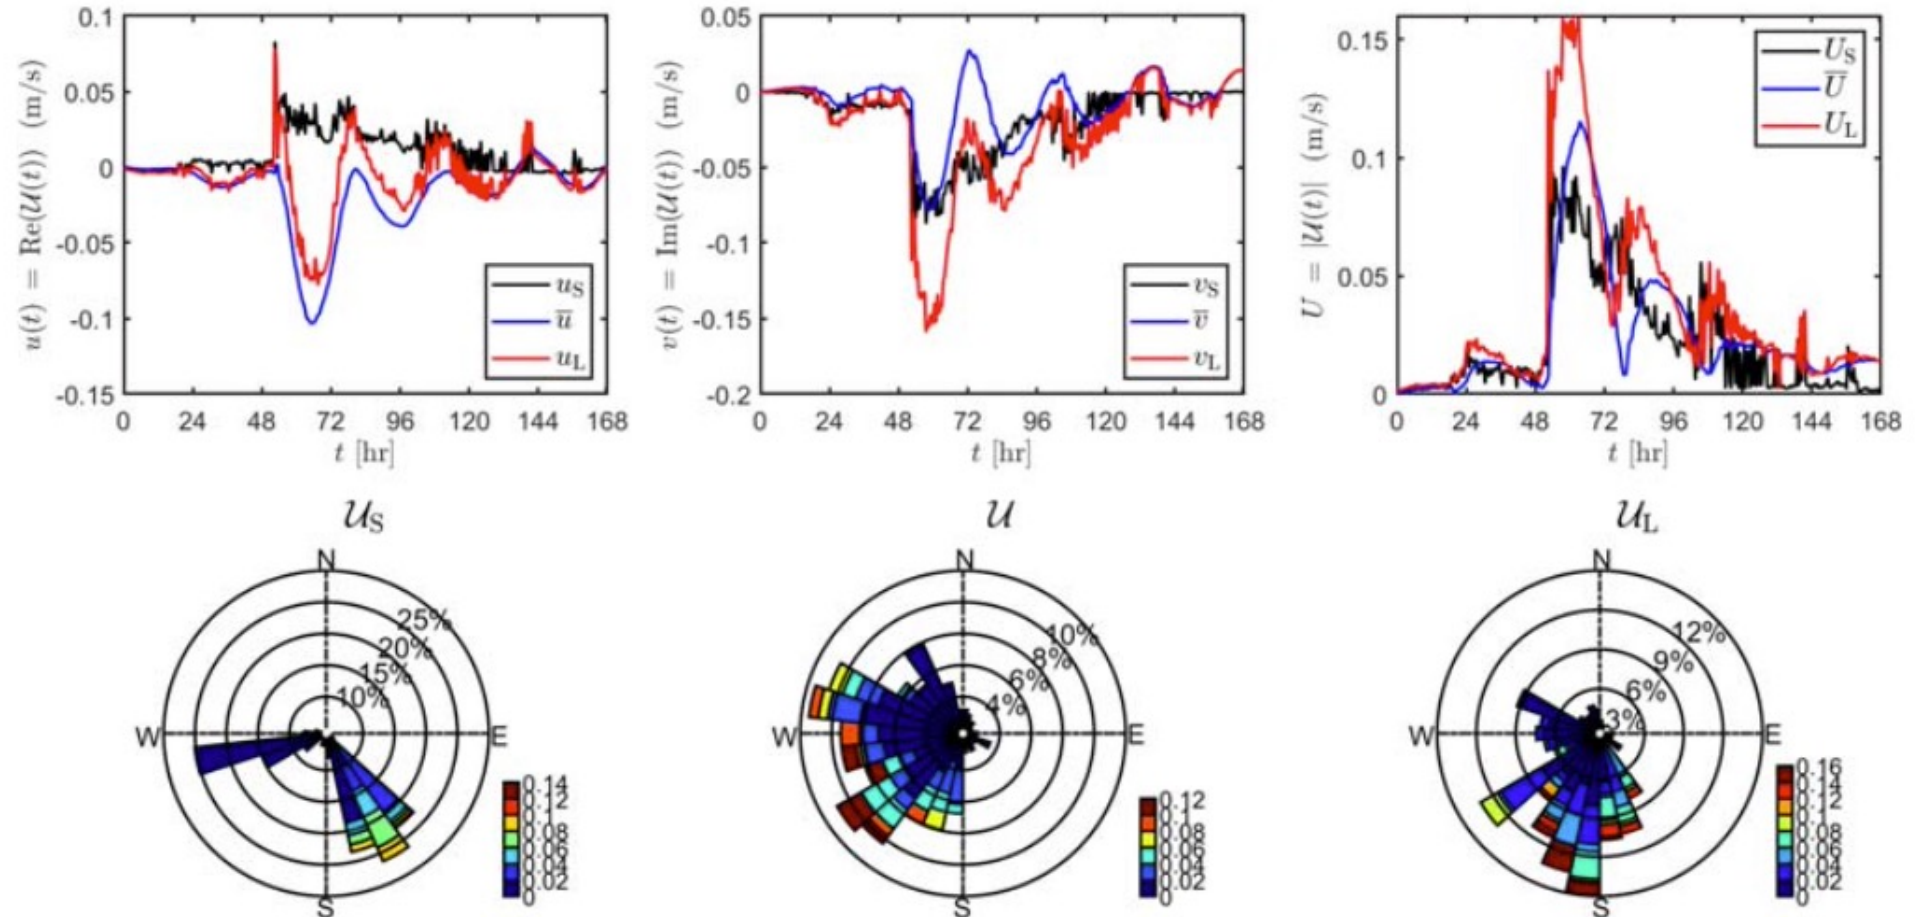 u(t) = Re(𝒰(t)) (m/s)
0.1
0.05
0
-0.05
-0.1
-0.15
0 24 48 72 96 120 144 168
t [hr]
u_S
u̅
u_L
v(t) = Im(𝒰(t)) (m/s)
0.05
0
-0.05
-0.1
-0.15
-0.2
0 24 48 72 96 120 144 168
t [hr]
v_S
v̅
v_L
U = |𝒰(t)| (m/s)
0.15
0.1
0.05
0
0 24 48 72 96 120 144 168
t [hr]
U_S
U̅
U_L
𝒰_S
N
W
E
S
25%
20%
15%
10%
0.14
0.12
0.1
0.08
0.06
0.04
0.02
0
𝒰
N
W
E
S
10%
8%
6%
4%
0.12
0.1
0.08
0.06
0.04
0.02
0
𝒰_L
N
W
E
S
12%
9%
6%
3%
0.16
0.14
0.12
0.1
0.08
0.06
0.04
0.02
0